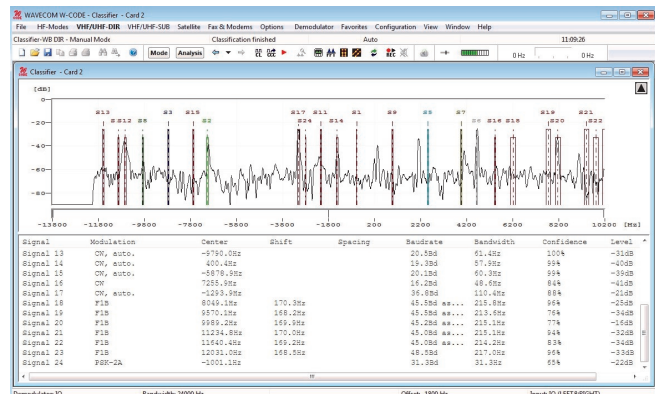 WAVECOM W-CODE - Classifier - Card 2
File HF-Modes VHF/UHF-DIR VHF/UHF-SUB Satellite Fax & Modems Options Demodulator Favorites Configuration View Window Help
Classifier-WB DIR - Manual Mode Classification finished Auto 11:09:26
Mode Analysis REC 0 Hz 0 Hz
Classifier - Card 2
[dB]
0
S13 S3 S15 S17 S11 S1 S9 S5 S7 S19 S21
S12 S8 S2 S24 S14 S6 S16 S18 S20 S22
-20
-40
-60
-80
-13800 -11800 -9800 -7800 -5800 -3800 -1800 200 2200 4200 6200 8200 10200 [Hz]
Signal Modulation Center Shift Spacing Baudrate Bandwidth Confidence Level
Signal 13 CW, auto. -9790.0Hz 20.5Bd 61.4Hz 100% -31dB
Signal 14 CW, auto. 400.4Hz 19.3Bd 57.9Hz 99% -40dB
Signal 15 CW, auto. -5878.9Hz 20.1Bd 60.3Hz 99% -39dB
Signal 16 CW 7255.9Hz 16.2Bd 48.6Hz 84% -41dB
Signal 17 CW, auto. -1293.9Hz 36.8Bd 110.4Hz 88% -21dB
Signal 18 F1B 8049.1Hz 170.3Hz 45.5Bd as... 215.8Hz 96% -25dB
Signal 19 F1B 9570.1Hz 168.2Hz 45.5Bd as... 213.6Hz 76% -34dB
Signal 20 F1B 9989.2Hz 169.9Hz 45.2Bd as... 215.1Hz 77% -16dB
Signal 21 F1B 11234.8Hz 170.0Hz 45.0Bd as... 215.1Hz 94% -32dB
Signal 22 F1B 11640.4Hz 169.2Hz 45.0Bd as... 214.2Hz 83% -34dB
Signal 23 F1B 12031.0Hz 168.5Hz 48.5Bd 217.0Hz 96% -33dB
Signal 24 PSK-2A -1001.1Hz 31.3Bd 31.3Hz 65% -22dB